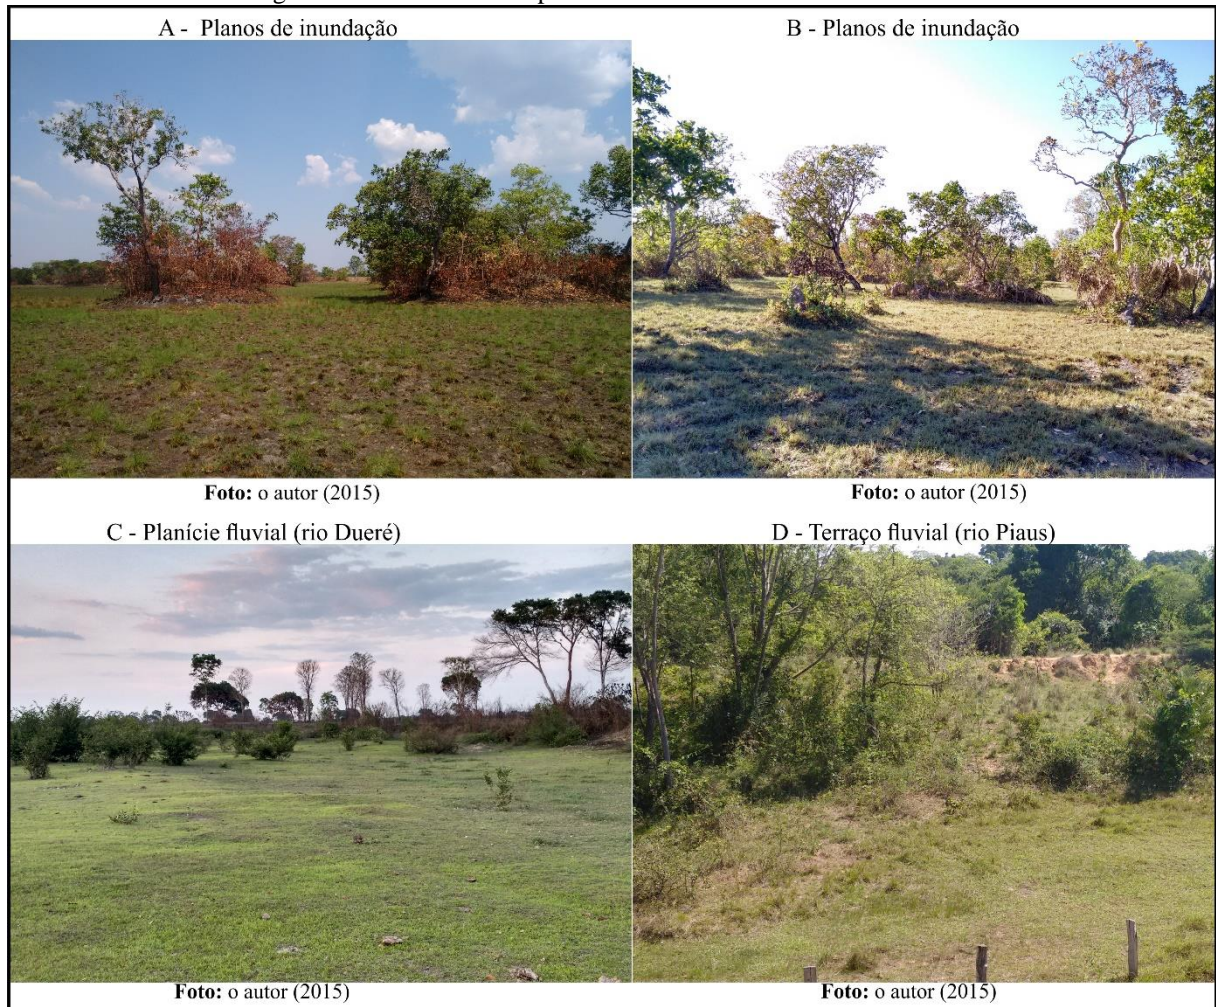 A - Planos de inundação
B - Planos de inundação
Foto: o autor (2015)
Foto: o autor (2015)
C - Planície fluvial (rio Dueré)
D - Terraço fluvial (rio Piaus)
Foto: o autor (2015)
Foto: o autor (2015)